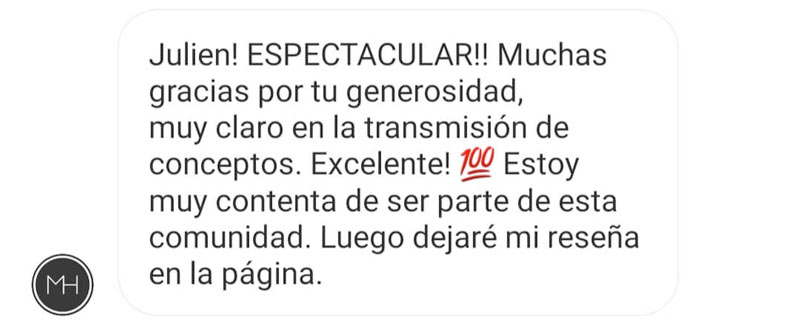 Julien! ESPECTACULAR!! Muchas
gracias por tu generosidad,
muy claro en la transmisión de
conceptos. Excelente! 💯 Estoy
muy contenta de ser parte de esta
comunidad. Luego dejaré mi reseña
en la página.
MH